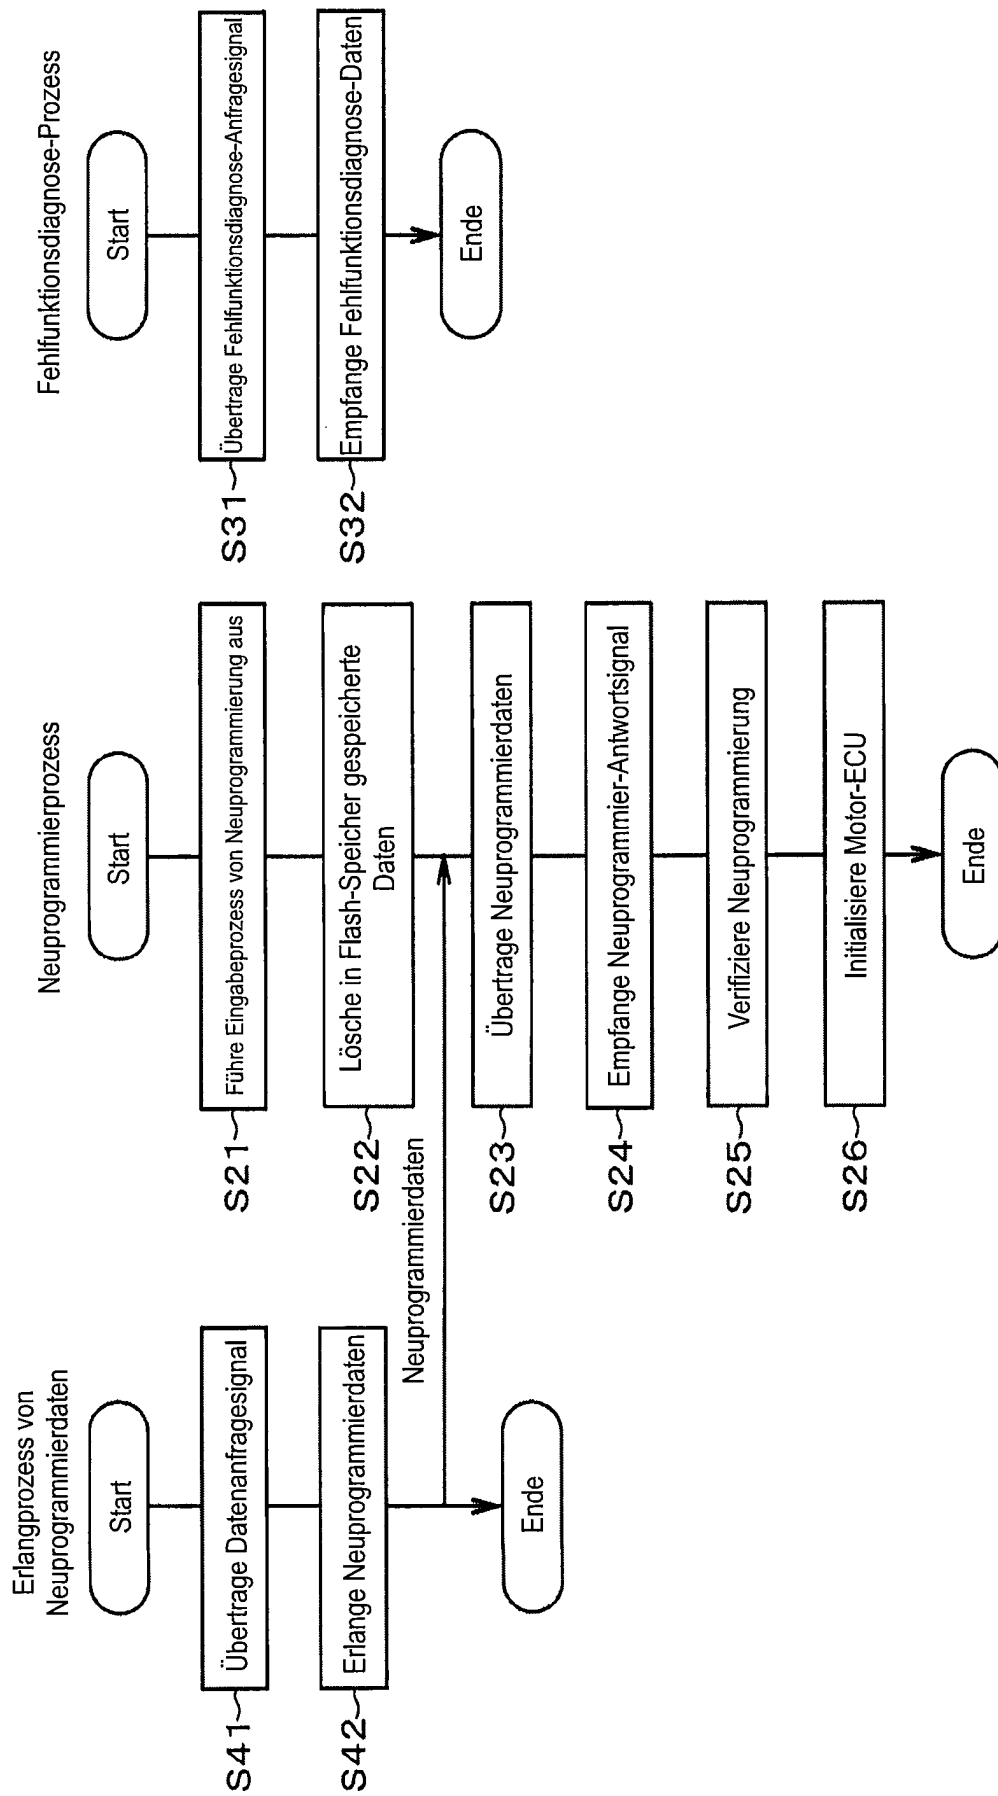 Erlangprozess von
Neuprogrammierdaten
Start
S41
Übertrage Datenanfragesignal
S42
Erlange Neuprogrammierdaten
Ende
Neuprogrammierdaten
Neuprogrammierprozess
Start
S21
Führe Eingabeprozess von Neuprogrammierung aus
S22
Lösche in Flash-Speicher gespeicherte
Daten
S23
Übertrage Neuprogrammierdaten
S24
Empfange Neuprogrammier-Antwortsignal
S25
Verifiziere Neuprogrammierung
S26
Initialisiere Motor-ECU
Ende
Fehlfunktionsdiagnose-Prozess
Start
S31
Übertrage Fehlfunktionsdiagnose-Anfragesignal
S32
Empfange Fehlfunktionsdiagnose-Daten
Ende